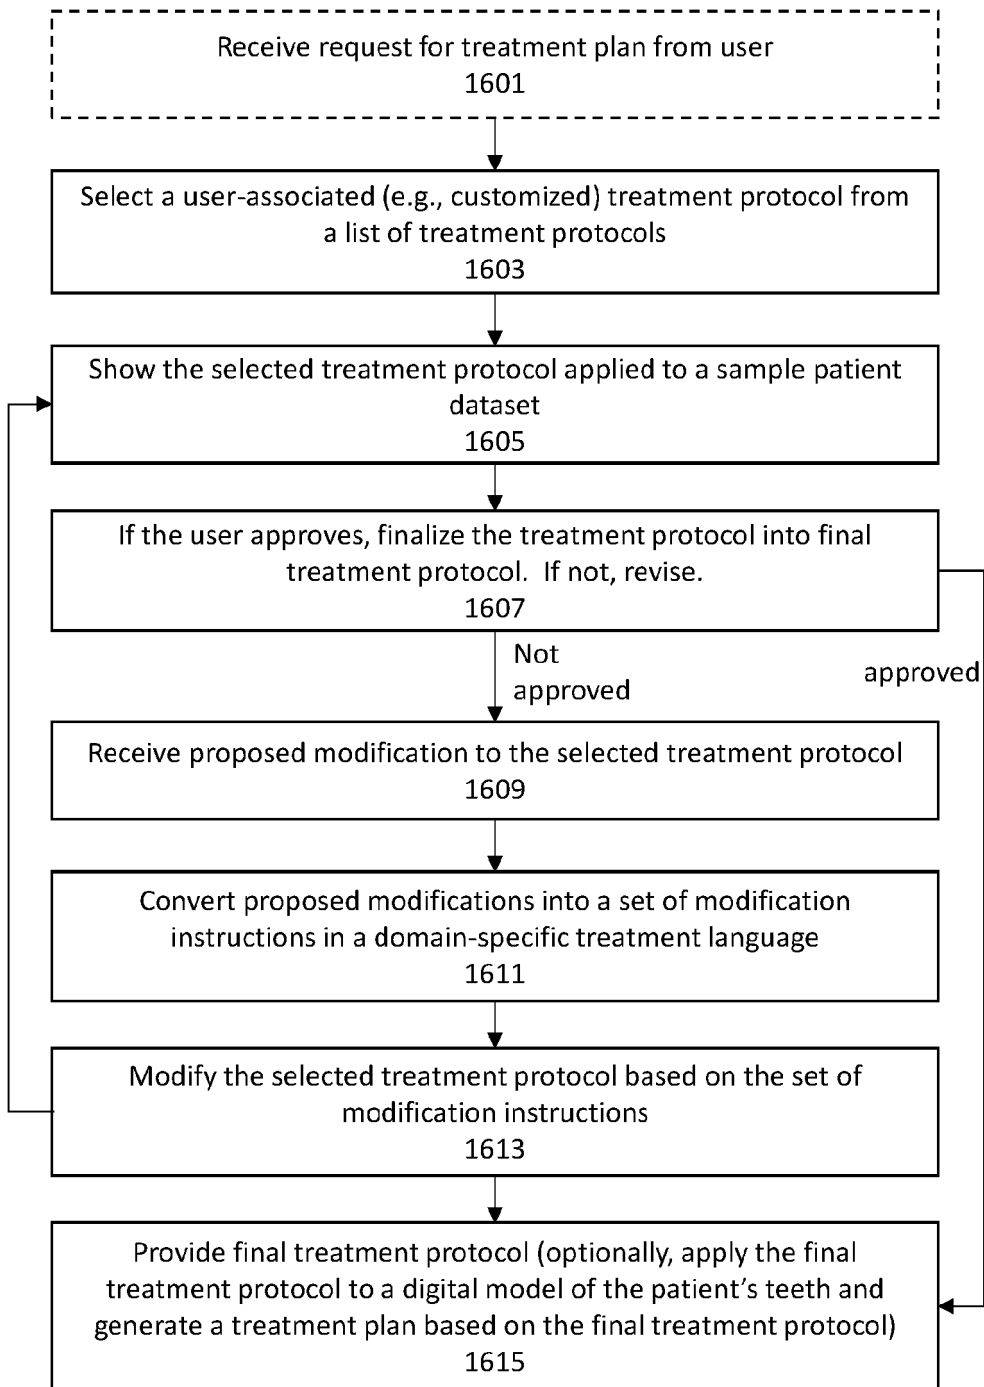 Receive request for treatment plan from user
1601
Select a user-associated (e.g., customized) treatment protocol from
a list of treatment protocols
1603
Show the selected treatment protocol applied to a sample patient
dataset
1605
If the user approves, finalize the treatment protocol into final
treatment protocol.  If not, revise.
1607
Not
approved
approved
Receive proposed modification to the selected treatment protocol
1609
Convert proposed modifications into a set of modification
instructions in a domain-specific treatment language
1611
Modify the selected treatment protocol based on the set of
modification instructions
1613
Provide final treatment protocol (optionally, apply the final
treatment protocol to a digital model of the patient’s teeth and
generate a treatment plan based on the final treatment protocol)
1615